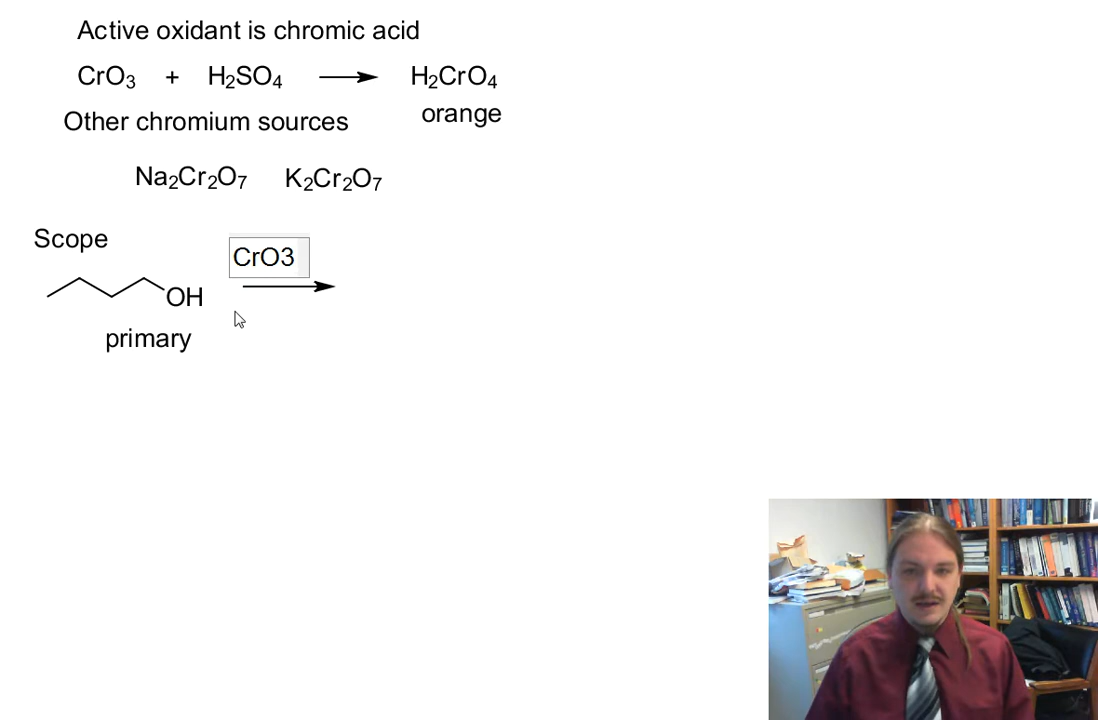 Active oxidant is chromic acid
CrO₃ + H₂SO₄ ⟶ H₂CrO₄
orange
Other chromium sources
Na₂Cr₂O₇ K₂Cr₂O₇
Scope
CrO3
OH
primary